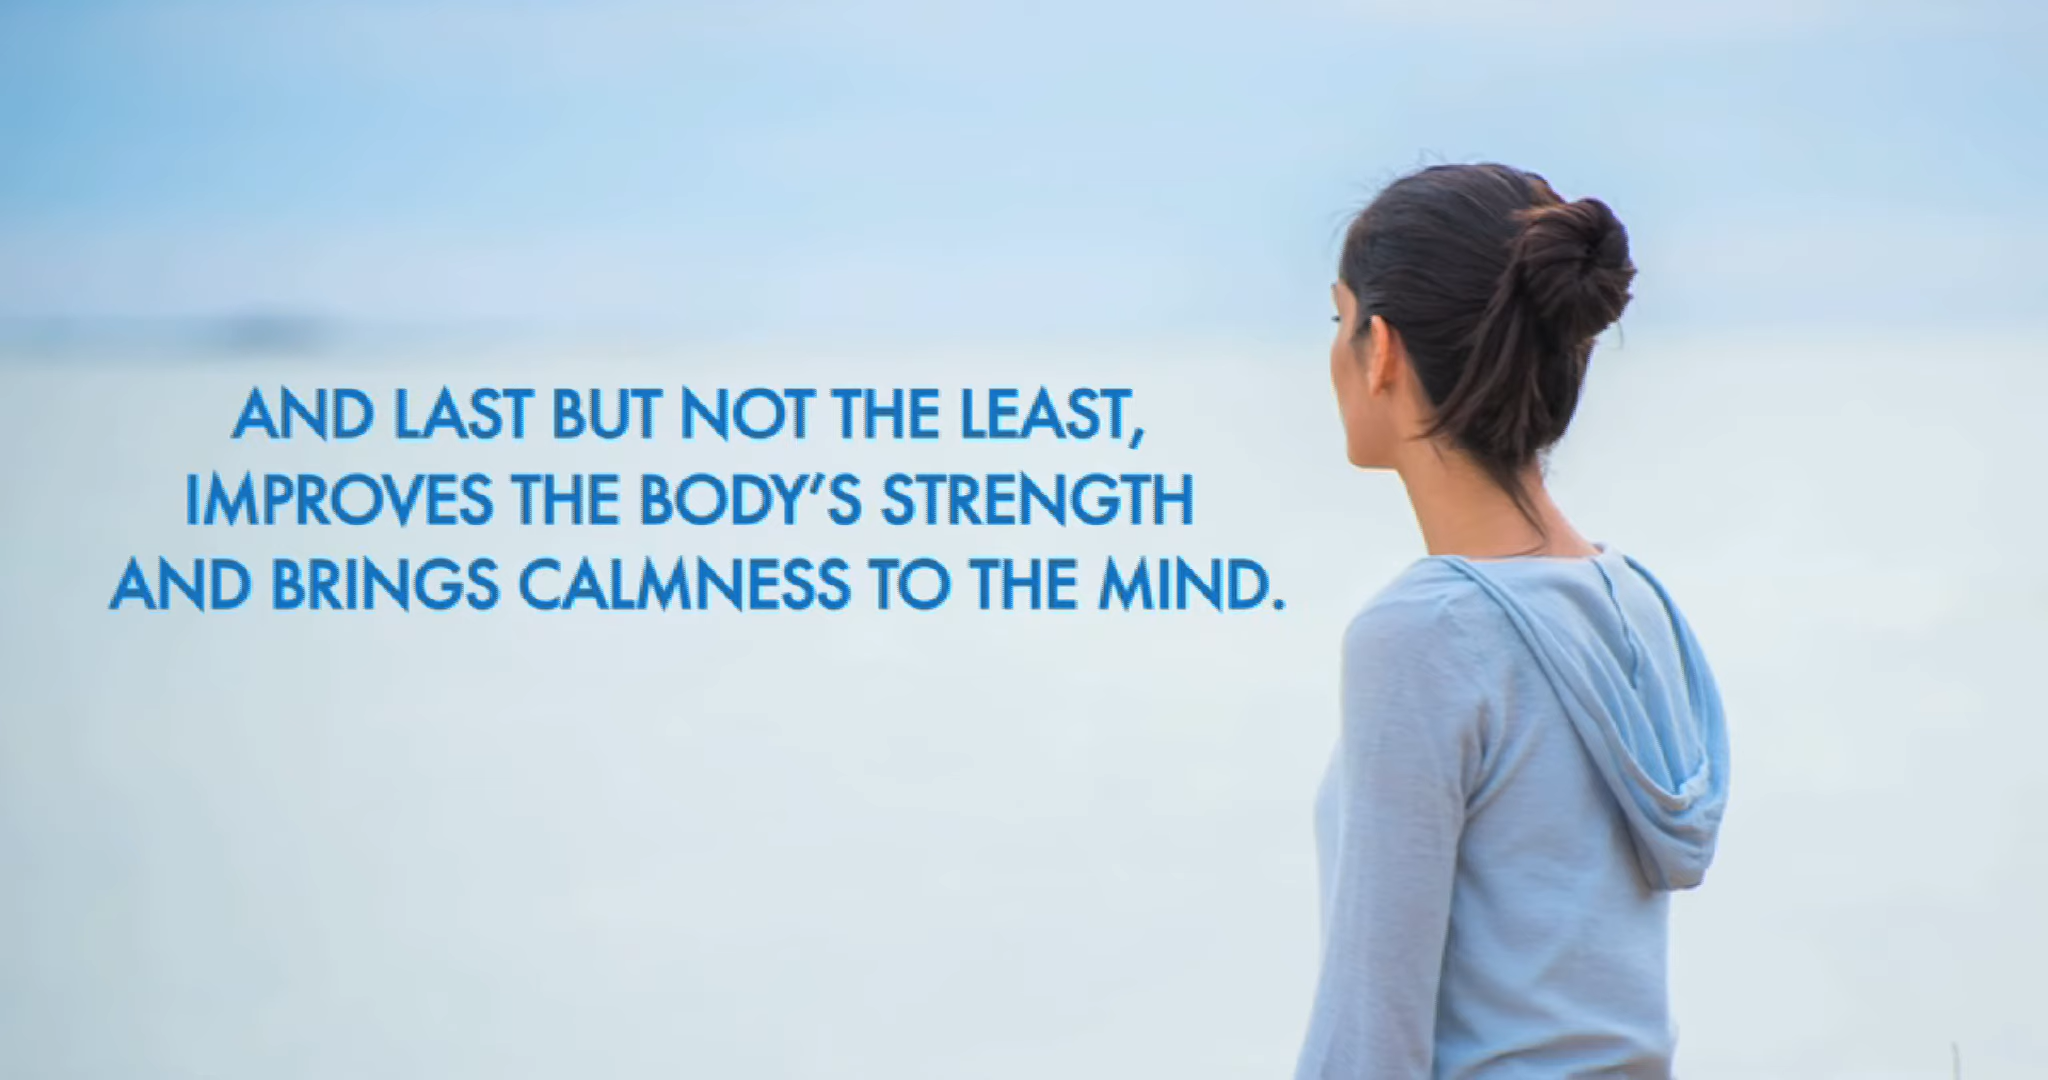 AND LAST BUT NOT THE LEAST,
IMPROVES THE BODY’S STRENGTH
AND BRINGS CALMNESS TO THE MIND.